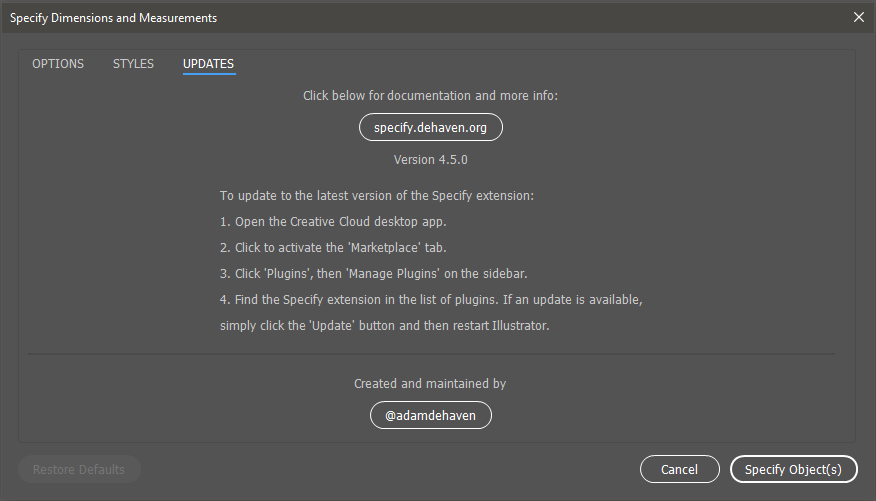 Specify Dimensions and Measurements
OPTIONS
STYLES
UPDATES
Click below for documentation and more info:
specify.dehaven.org
Version 4.5.0
To update to the latest version of the Specify extension:
1. Open the Creative Cloud desktop app.
2. Click to activate the 'Marketplace' tab.
3. Click 'Plugins', then 'Manage Plugins' on the sidebar.
4. Find the Specify extension in the list of plugins. If an update is available,
simply click the 'Update' button and then restart Illustrator.
Created and maintained by
@adamdehaven
Restore Defaults
Cancel
Specify Object(s)